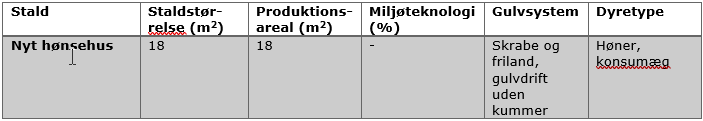 Stald Staldstør- Produktions- Miljøteknologi Gulvsystem Dyretype
relse (m²) areal (m²) (%)
Nyt hønsehus 18 18 - Skrabe og Høner,
friland, konsumæg
gulvdrift
uden
kummer